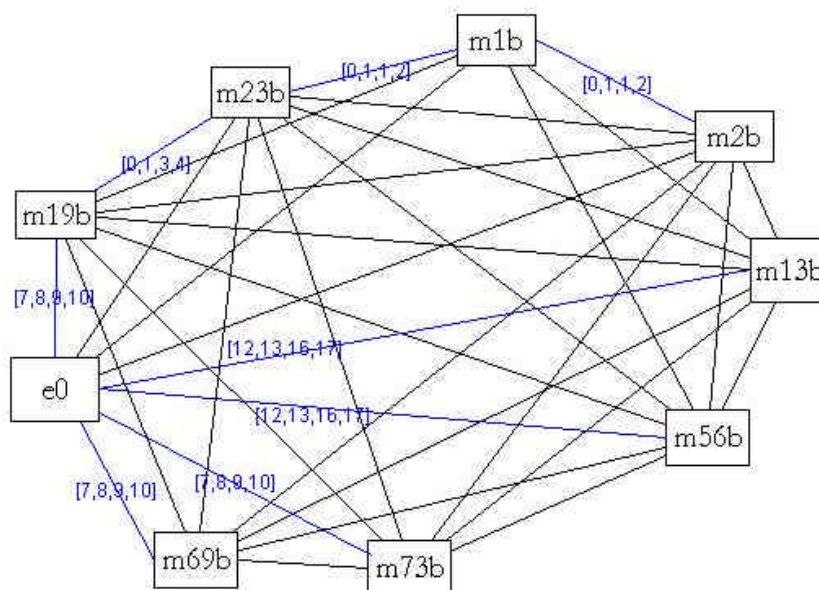 m1b
[0,1,1,2]
[0,1,1,2]
m23b
m2b
[0,1,3,4]
m19b
m13b
[7,8,9,10]
[12,13,16,17]
e0
[12,13,16,17]
m56b
[7,8,9,10]
[7,8,9,10]
m69b
m73b